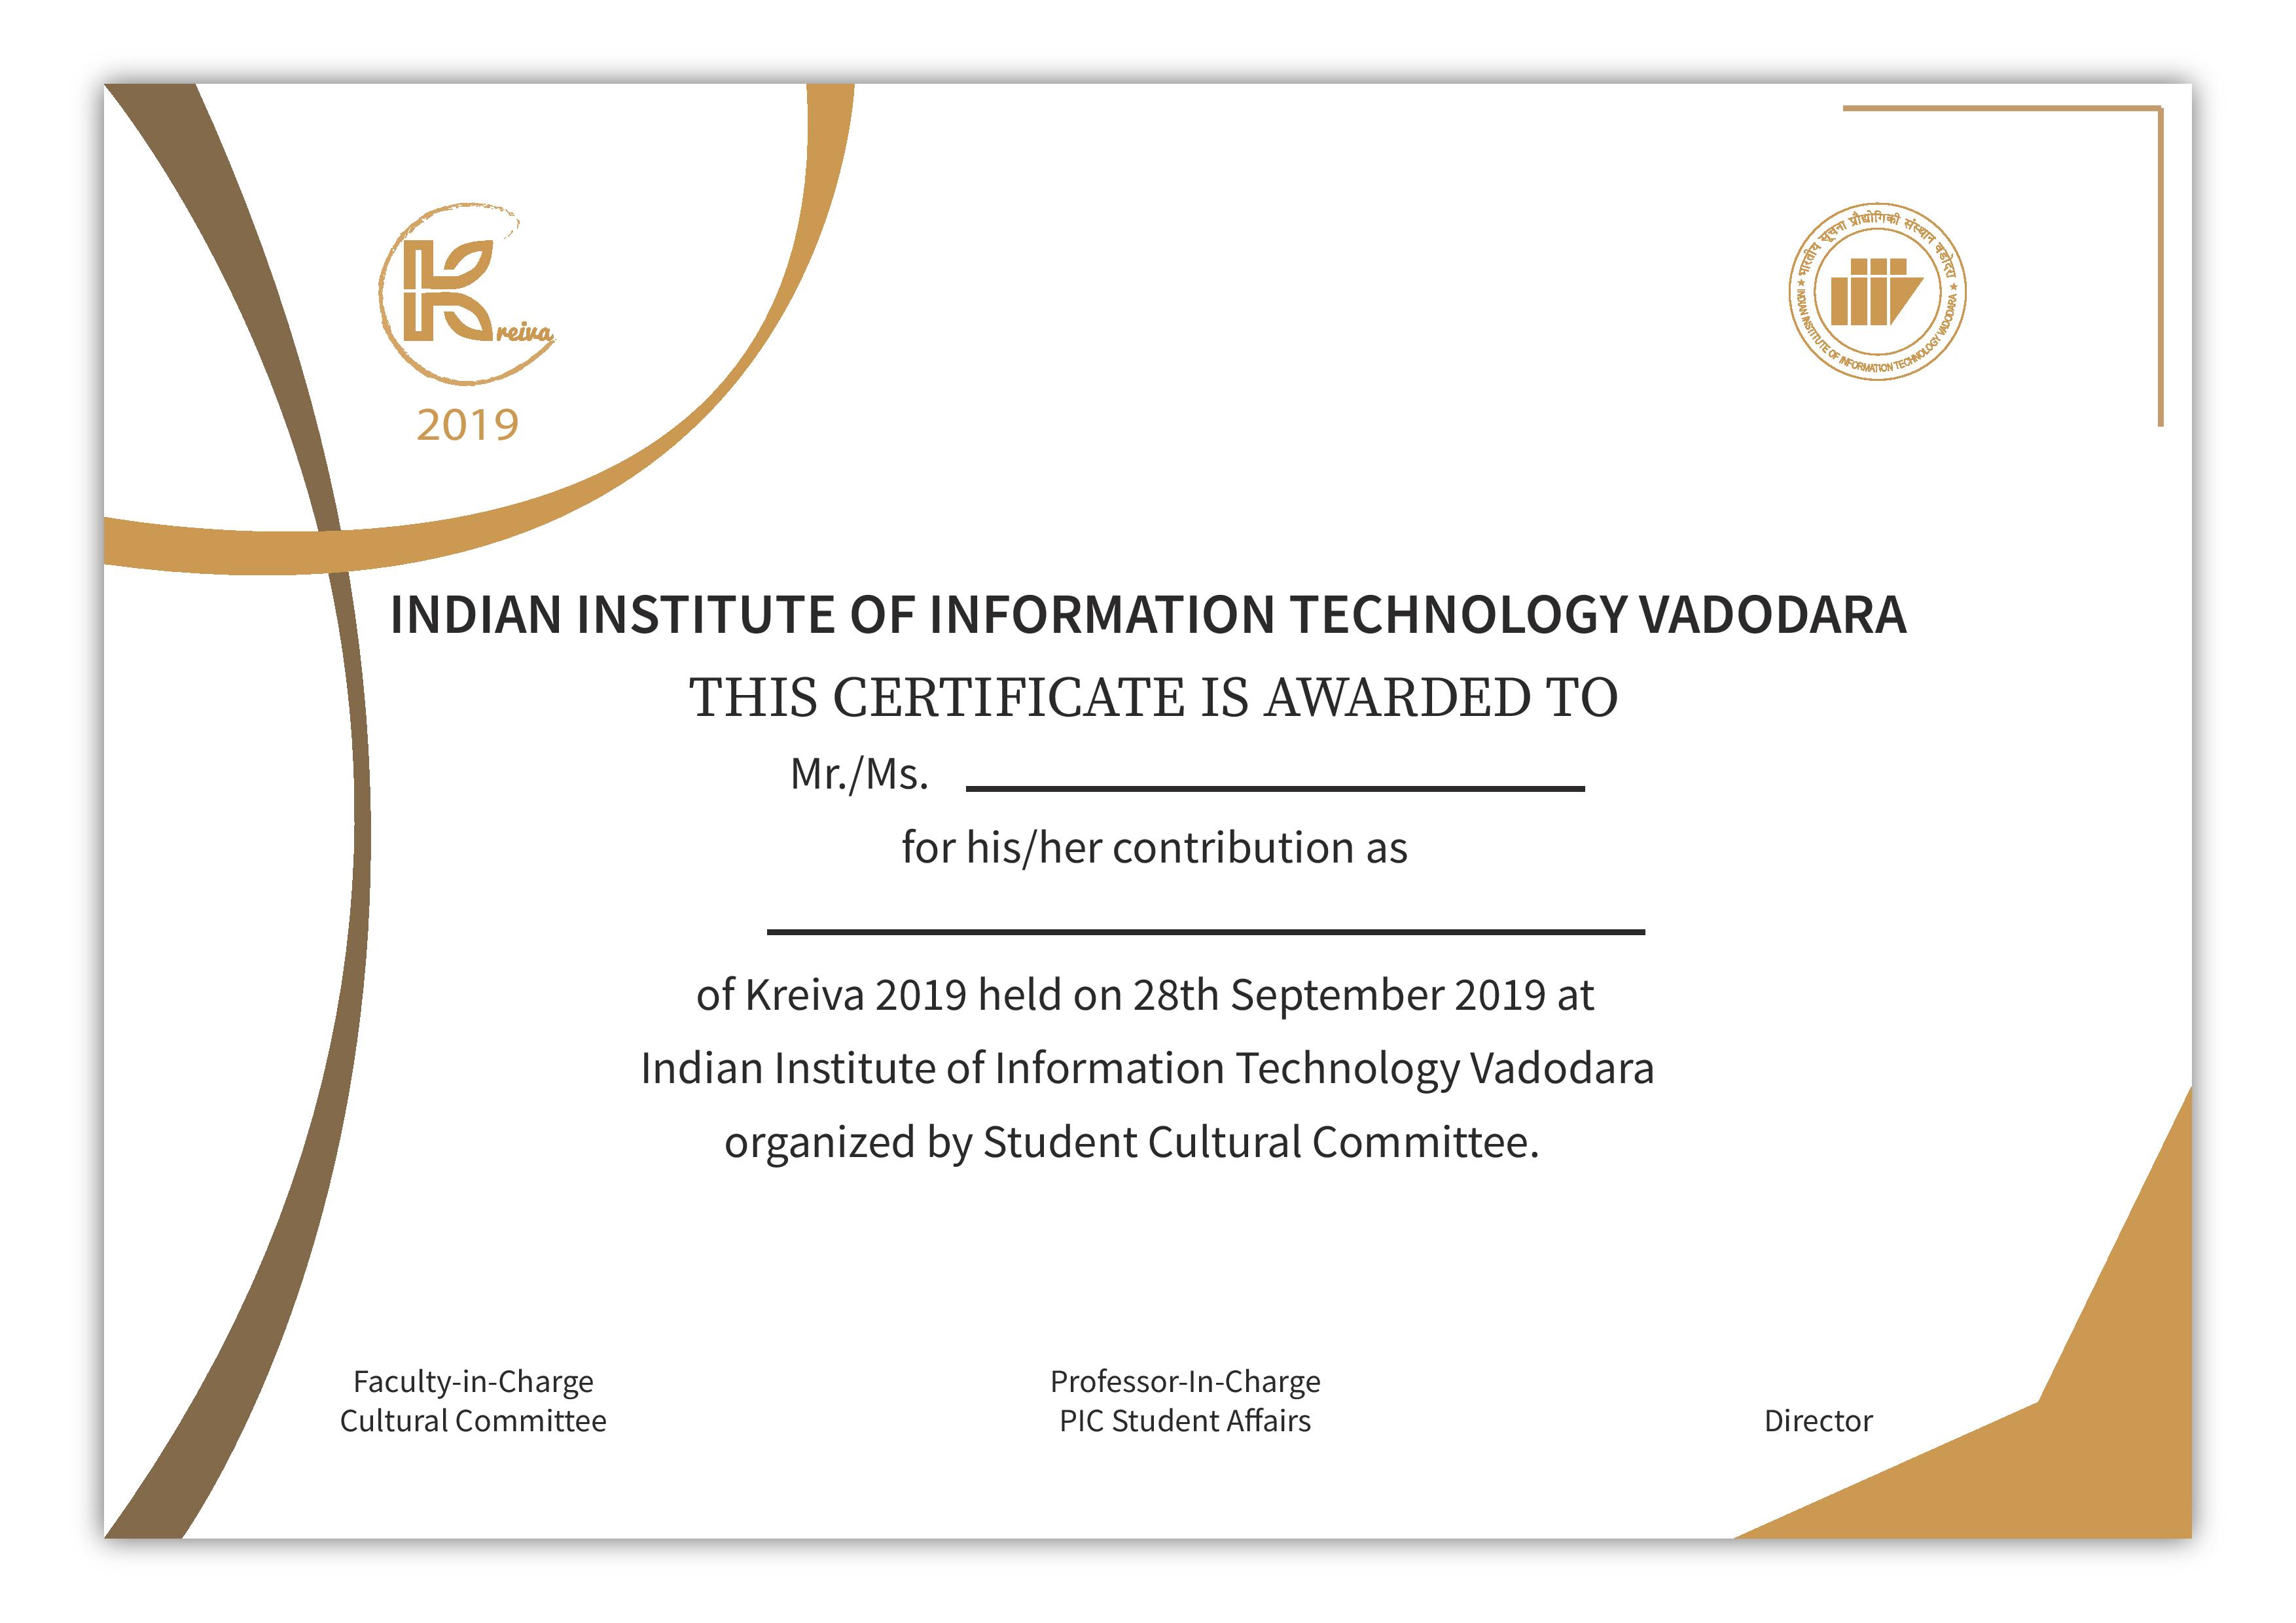 Kreiva
2019
भारतीय सूचना प्रौद्योगिकी संस्थान वडोदरा
INDIAN INSTITUTE OF INFORMATION TECHNOLOGY VADODARA
INDIAN INSTITUTE OF INFORMATION TECHNOLOGY VADODARA
THIS CERTIFICATE IS AWARDED TO
Mr./Ms.
for his/her contribution as
of Kreiva 2019 held on 28th September 2019 at
Indian Institute of Information Technology Vadodara
organized by Student Cultural Committee.
Faculty-in-Charge
Cultural Committee
Professor-In-Charge
PIC Student Affairs
Director